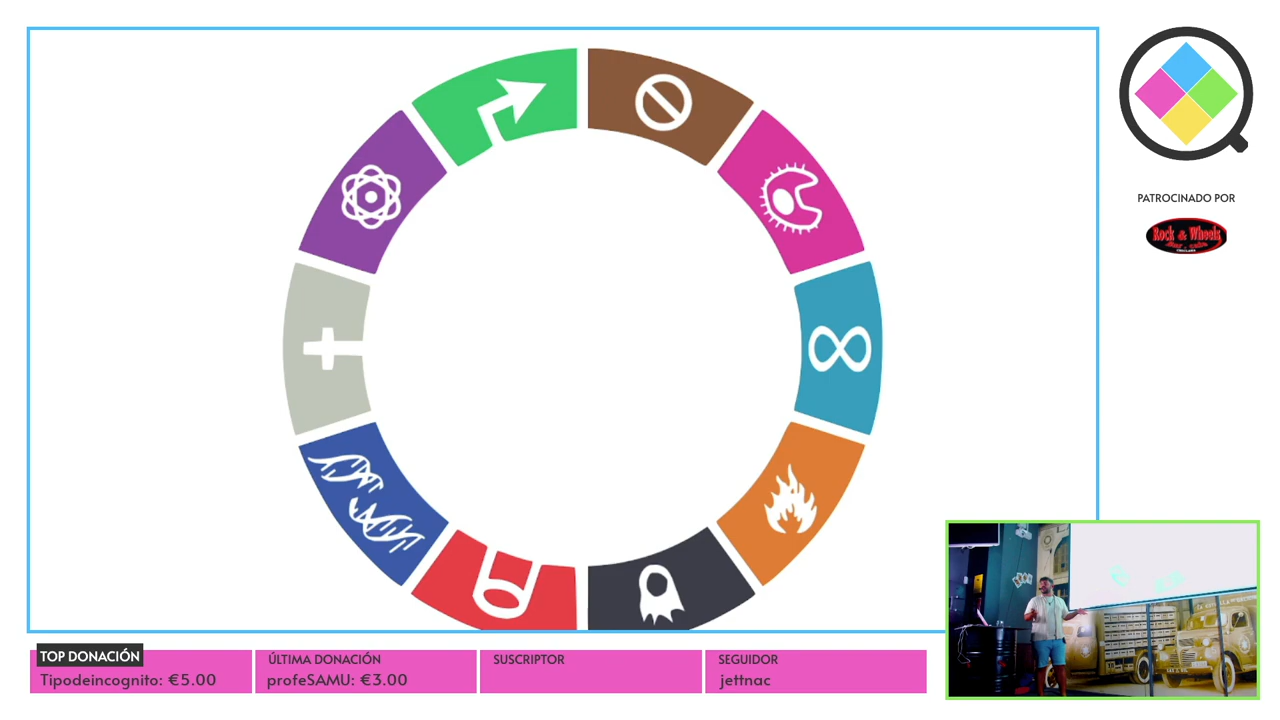 PATROCINADO POR
Rock & Wheels
TOP DONACIÓN
Tipodeincognito: €5.00
ÚLTIMA DONACIÓN
profeSAMU: €3.00
SUSCRIPTOR
SEGUIDOR
jettnac